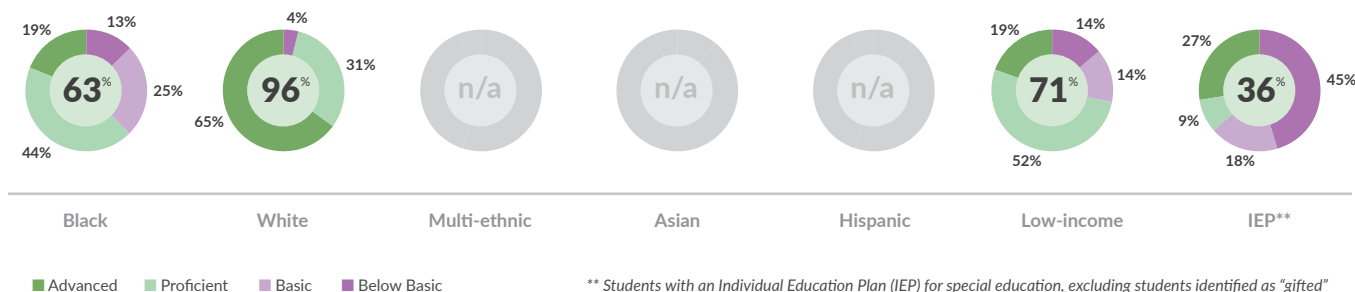 19%
13%
63%
25%
44%
4%
96%
31%
65%
n/a
n/a
n/a
19%
14%
71%
14%
52%
27%
36%
45%
9%
18%
Black
White
Multi-ethnic
Asian
Hispanic
Low-income
IEP**
Advanced
Proficient
Basic
Below Basic
** Students with an Individual Education Plan (IEP) for special education, excluding students identified as “gifted”